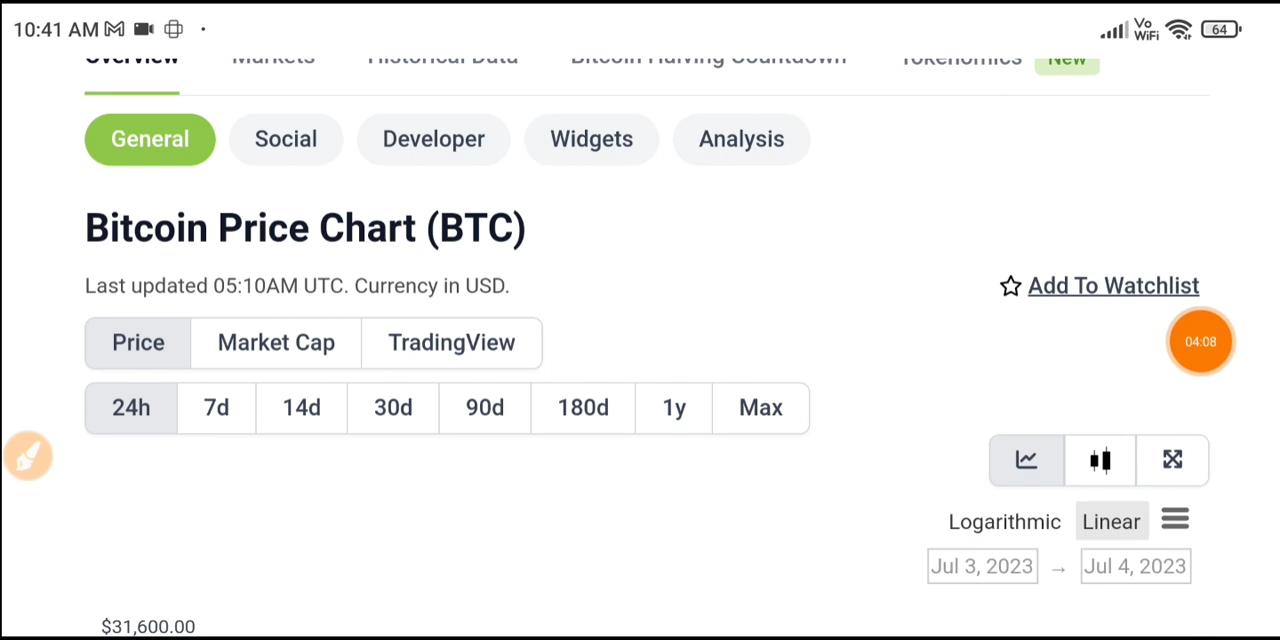 10:41 AM
Vo
WiFi
64
Overview Markets Historical Data Bitcoin Halving Countdown Tokenomics New
General Social Developer Widgets Analysis
Bitcoin Price Chart (BTC)
Last updated 05:10AM UTC. Currency in USD.
Add To Watchlist
Price Market Cap TradingView
04:08
24h 7d 14d 30d 90d 180d 1y Max
Logarithmic Linear
Jul 3, 2023 → Jul 4, 2023
$31,600.00